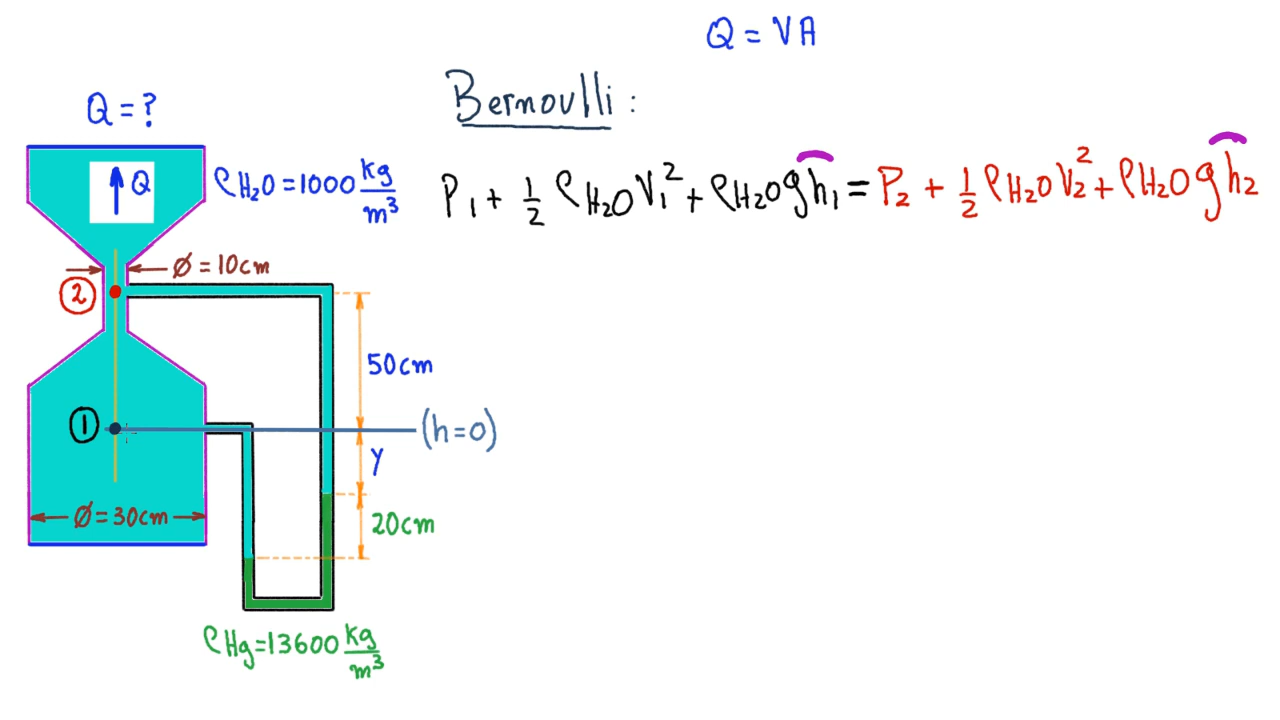 Q = VA
Bernoulli:
Q = ?
Q
ρH₂O = 1000 kg/m³
P₁ + ½ ρH₂O V₁² + ρH₂O g h₁ = P₂ + ½ ρH₂O V₂² + ρH₂O g h₂
Ø = 10cm
②
50cm
①
(h=0)
y
Ø = 30cm
20cm
ρHg = 13600 kg/m³